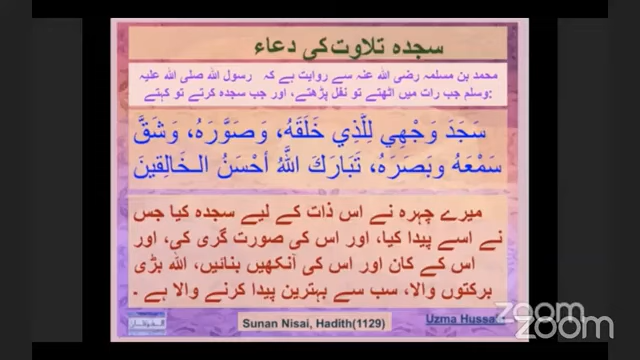 سجدہ تلاوت کی دعاء
محمد بن مسلمہ رضی اللہ عنہ سے روایت ہے کہ رسول اللہ صلی اللہ علیہ
وسلم جب رات میں اٹھتے تو نفل پڑھتے، اور جب سجدہ کرتے تو کہتے:
سَجَدَ وَجْهِي لِلَّذِي خَلَقَهُ، وَصَوَّرَهُ، وَشَقَّ
سَمْعَهُ وبَصَرَهُ، تَبَارَكَ اللَّهُ أَحْسَنُ الْخَالِقِينَ
میرے چہرہ نے اس ذات کے لیے سجدہ کیا جس
نے اسے پیدا کیا، اور اس کی صورت گری کی، اور
اس کے کان اور اس کی آنکھیں بنائیں، اللہ بڑی
برکتوں والا، سب سے بہترین پیدا کرنے والا ہے ۔
Sunan Nisai, Hadith(1129)
Uzma Hussain
zoom
zoom